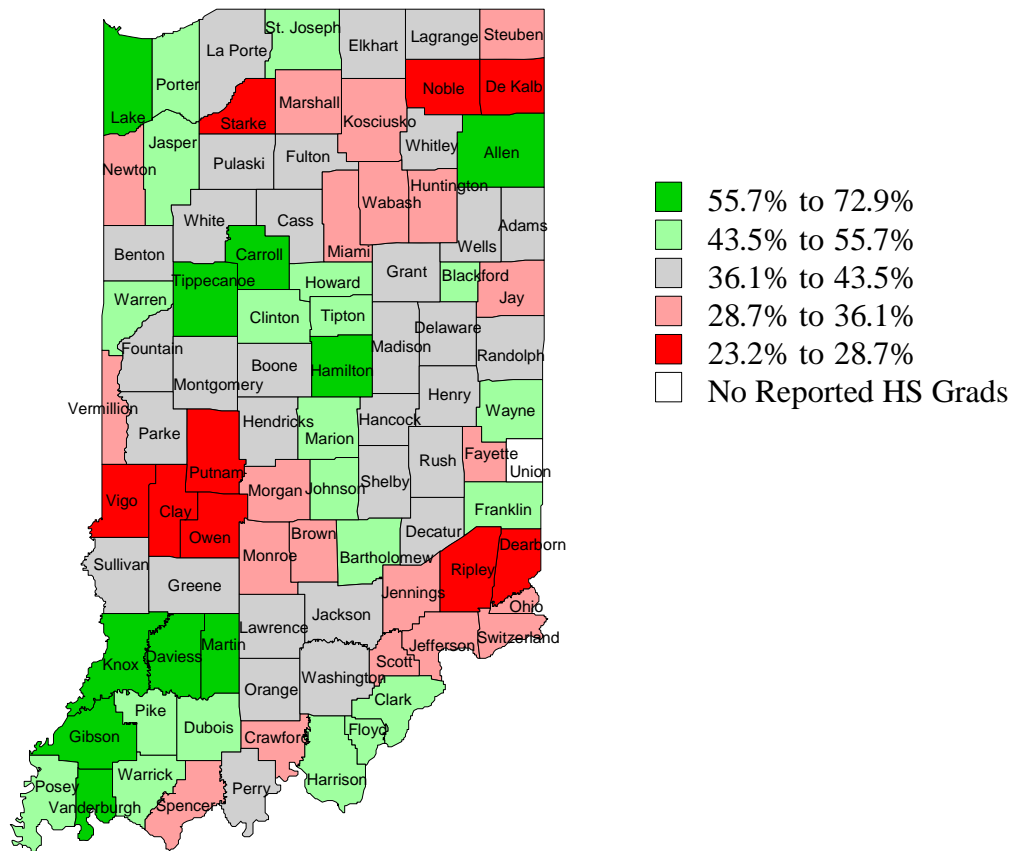 St. Joseph
Lagrange
Steuben
La Porte
Elkhart
Porter
Noble
De Kalb
Lake
Starke
Marshall
Kosciusko
Jasper
Whitley
Allen
Newton
Pulaski
Fulton
Huntington
Wabash
White
Cass
Adams
Wells
Benton
Carroll
Miami
Grant
Tippecanoe
Howard
Blackford
Warren
Jay
Clinton
Tipton
Delaware
Fountain
Madison
Randolph
Boone
Hamilton
Montgomery
Henry
Vermillion
Hendricks
Hancock
Wayne
Parke
Marion
Rush
Fayette
Union
Putnam
Shelby
Vigo
Morgan
Johnson
Clay
Franklin
Owen
Brown
Decatur
Dearborn
Monroe
Bartholomew
Sullivan
Ripley
Greene
Jennings
Ohio
Jackson
Lawrence
Switzerland
Martin
Jefferson
Daviess
Knox
Scott
Washington
Orange
Clark
Pike
Dubois
Floyd
Gibson
Crawford
Warrick
Harrison
Posey
Perry
Vanderburgh
Spencer
55.7% to 72.9%
43.5% to 55.7%
36.1% to 43.5%
28.7% to 36.1%
23.2% to 28.7%
No Reported HS Grads